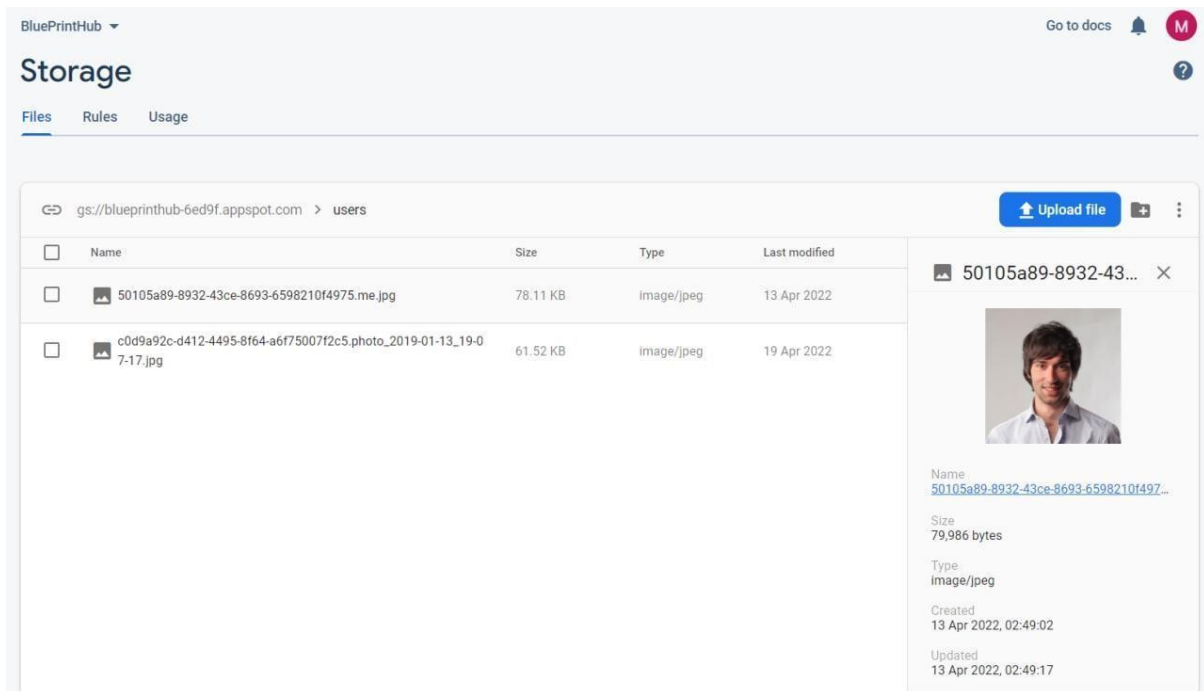 BluePrintHub
Go to docs
M
Storage
?
Files Rules Usage
gs://blueprinthub-6ed9f.appspot.com > users
Upload file
Name Size Type Last modified
50105a89-8932-43ce-8693-6598210f4975.me.jpg 78.11 KB image/jpeg 13 Apr 2022
c0d9a92c-d412-4495-8f64-a6f75007f2c5.photo_2019-01-13_19-0
7-17.jpg
61.52 KB image/jpeg 19 Apr 2022
50105a89-8932-43...
Name
50105a89-8932-43ce-8693-6598210f497...
Size
79,986 bytes
Type
image/jpeg
Created
13 Apr 2022, 02:49:02
Updated
13 Apr 2022, 02:49:17